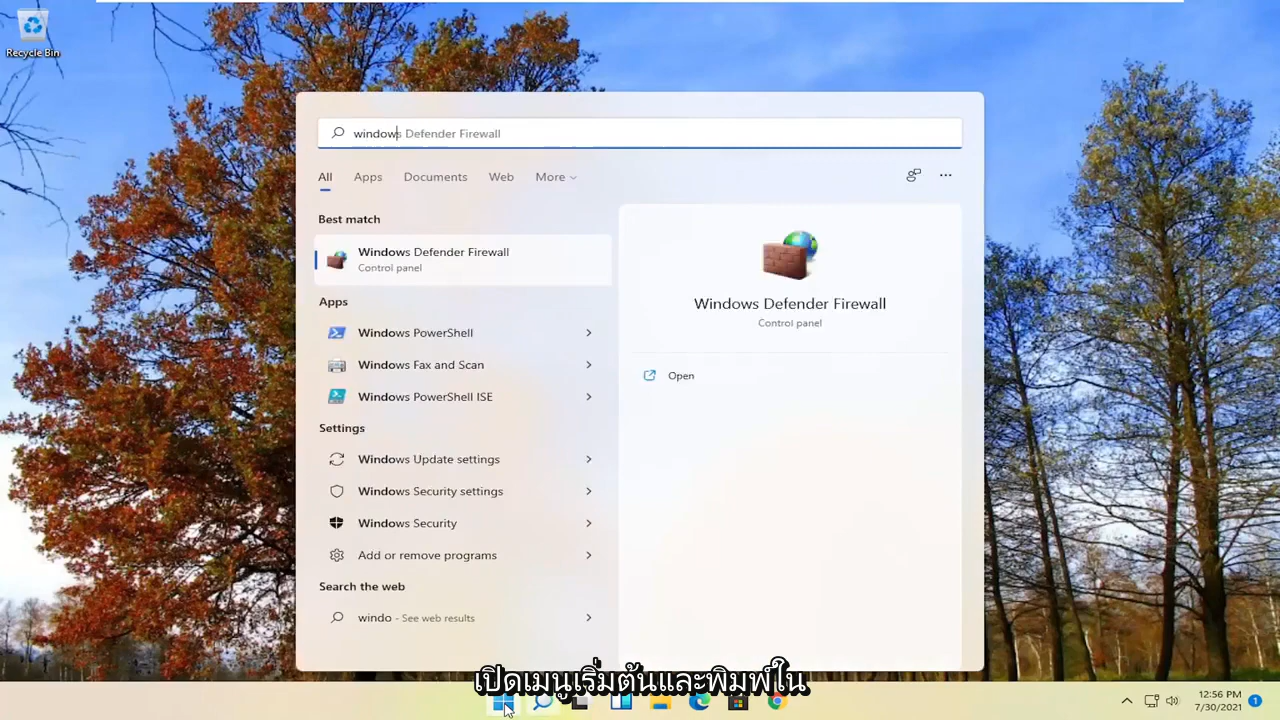 Recycle Bin
windows Defender Firewall
All Apps Documents Web More
Best match
Windows Defender Firewall
Control panel
Apps
Windows PowerShell
Windows Fax and Scan
Windows PowerShell ISE
Settings
Windows Update settings
Windows Security settings
Windows Security
Add or remove programs
Search the web
windo - See web results
Windows Defender Firewall
Control panel
Open
เปิดเมนูเริ่มต้นและพิมพ์ใน
12:56 PM
7/30/2021
1